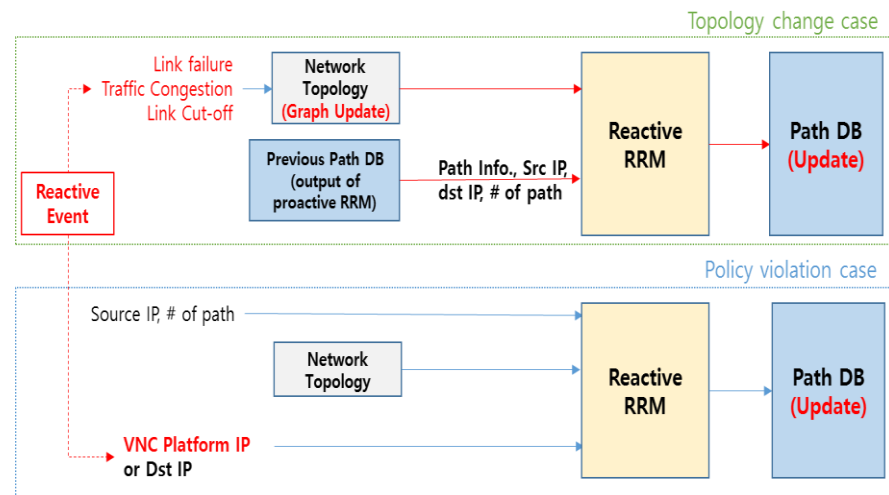 Topology change case
Link failure
Traffic Congestion
Link Cut-off
Network
Topology
(Graph Update)
Previous Path DB
(output of
proactive RRM)
Path Info., Src IP,
dst IP, # of path
Reactive
RRM
Path DB
(Update)
Reactive
Event
Policy violation case
Source IP, # of path
Network
Topology
VNC Platform IP
or Dst IP
Reactive
RRM
Path DB
(Update)